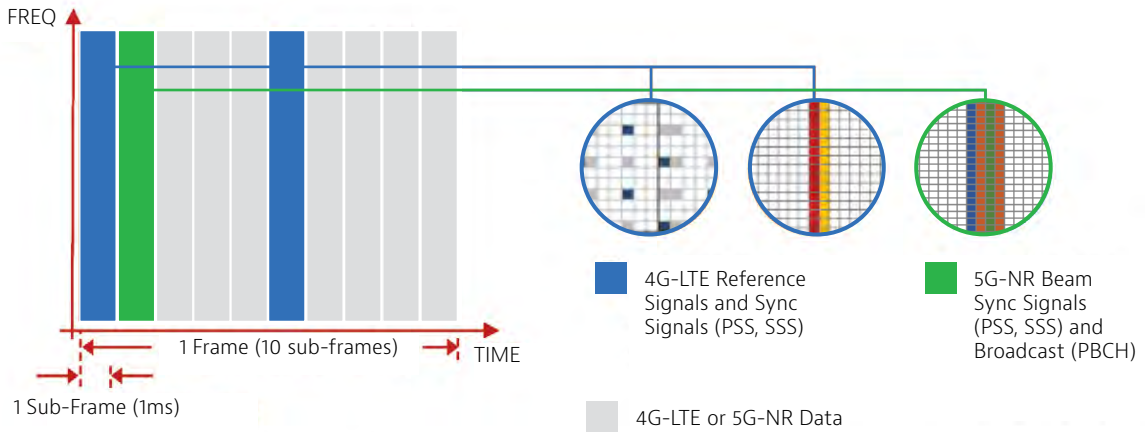 FREQ
1 Frame (10 sub-frames)
TIME
1 Sub-Frame (1ms)
4G-LTE Reference
Signals and Sync
Signals (PSS, SSS)
5G-NR Beam
Sync Signals
(PSS, SSS) and
Broadcast (PBCH)
4G-LTE or 5G-NR Data